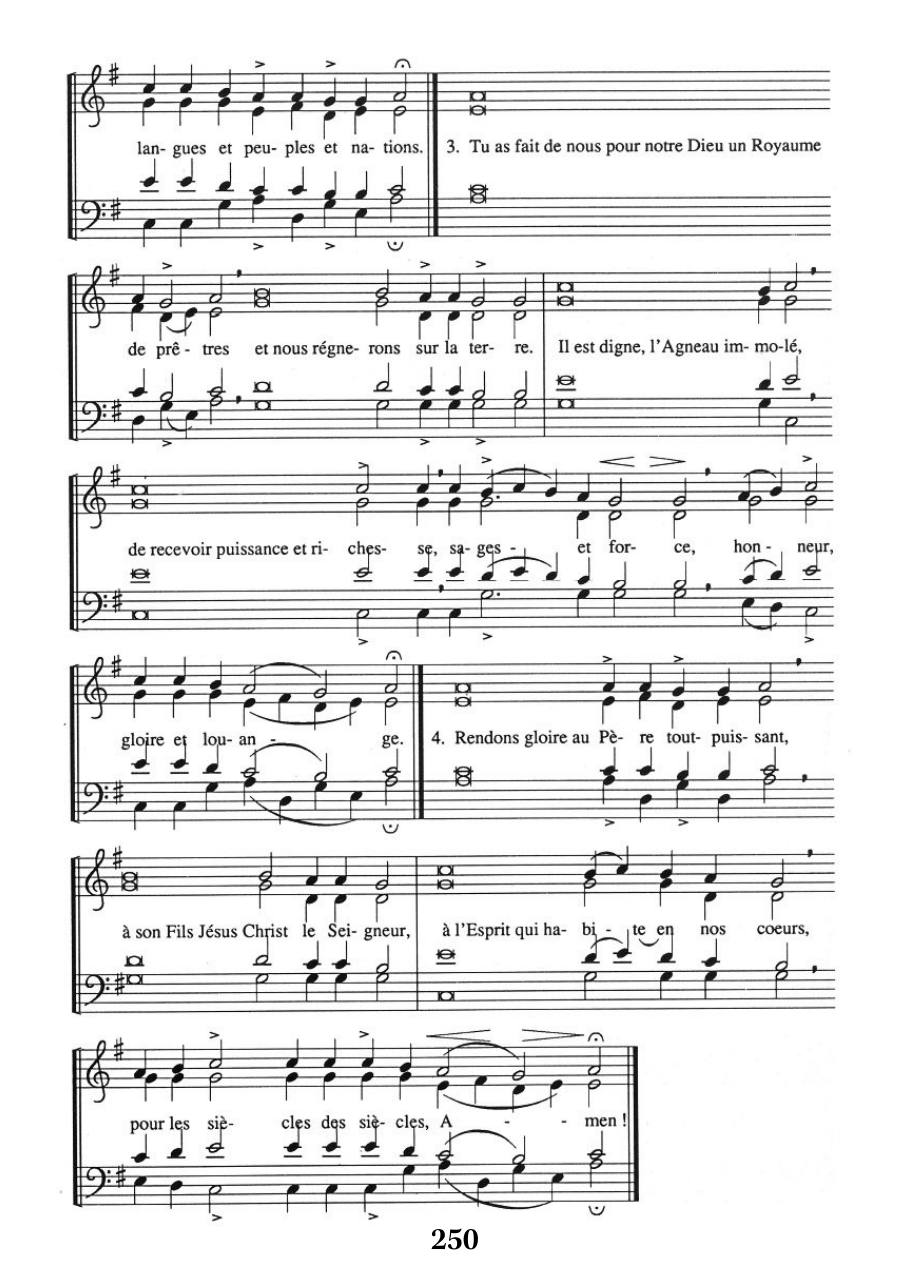 lan- gues et peu- ples et na- tions. 3. Tu as fait de nous pour notre Dieu un Royaume
de prê - tres et nous régne- rons sur la ter- re. Il est digne, l'Agneau im- mo-lé,
de recevoir puissance et ri- ches- se, sa- ges - et for- ce, hon - neur,
gloire et lou- an - ge. 4. Rendons gloire au Pè- re tout- puis- sant,
à son Fils Jésus Christ le Sei- gneur, à l'Esprit qui ha- bi - te en nos coeurs,
pour les siè- cles des siè- cles, A - - men !
250